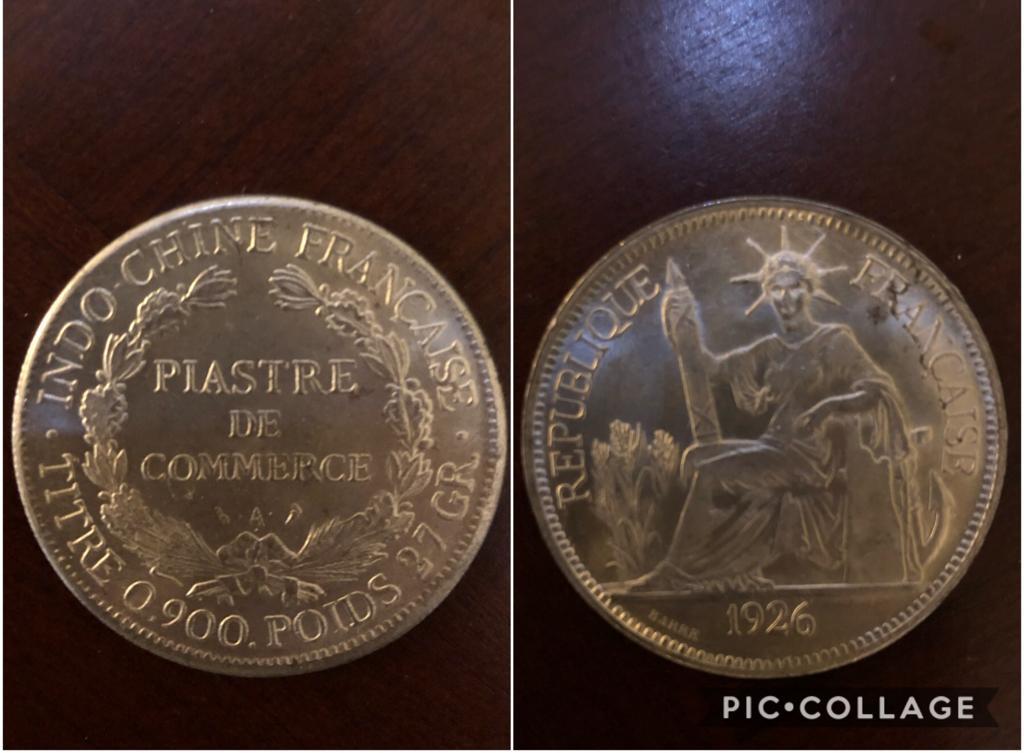 INDO-CHINE FRANÇAISE
PIASTRE
DE
COMMERCE
A
TITRE 0,900. POIDS 27 GR.
REPUBLIQUE FRANÇAISE
BARRE
1926
PIC•COLLAGE